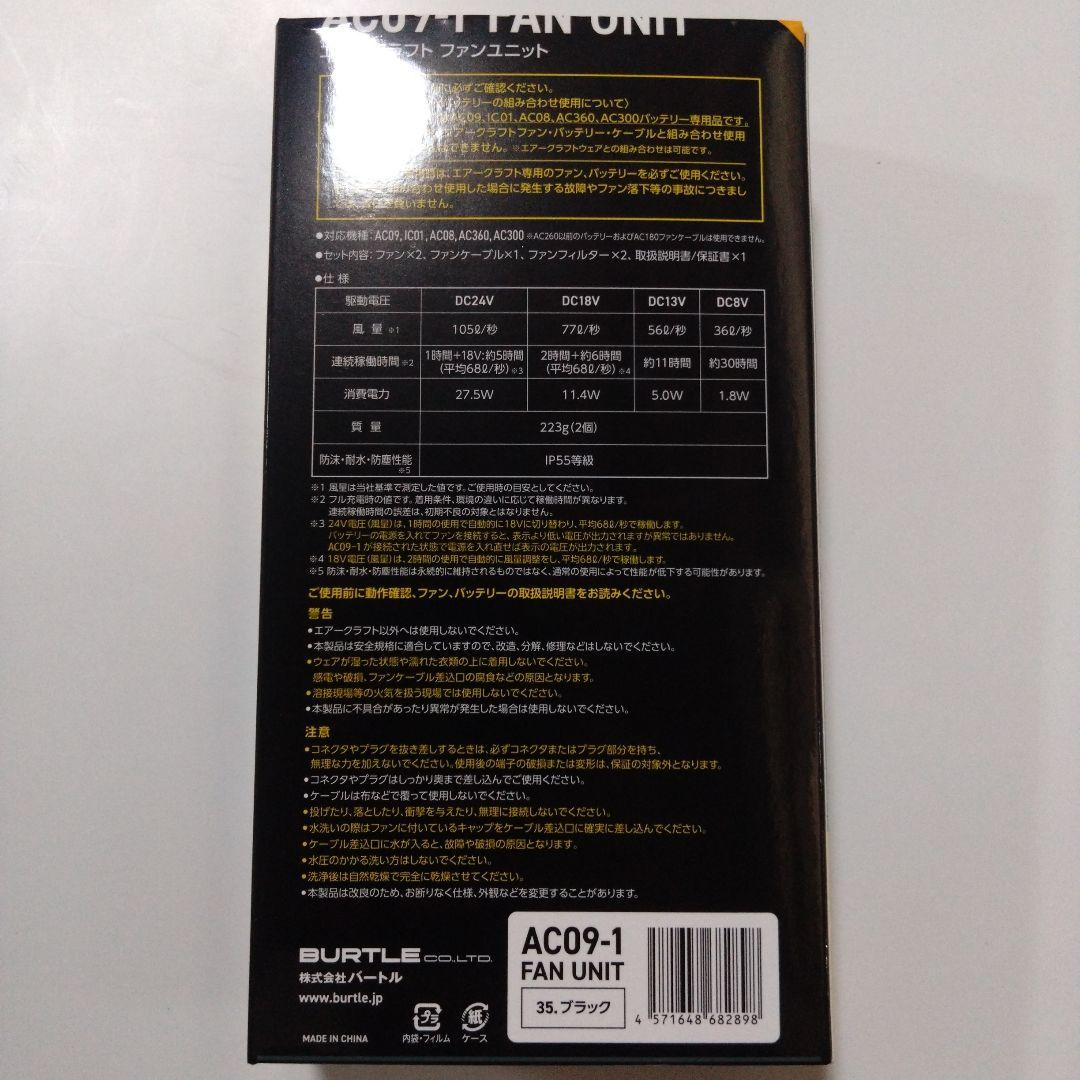 AC09-1 FAN UNIT
フト ファンユニット
に必ずご確認ください。
ッテリーの組み合わせ使用について〉
AC09、IC01、AC08、AC360、AC300バッテリー専用品です。
エアークラフトファン・バッテリー・ケーブルと組み合わせ使用
できません。※エアークラフトウェアとの組み合わせは可能です。
は、エアークラフト専用のファン、バッテリーを必ずご使用ください。
み合わせ使用した場合に発生する故障やファン落下等の事故につきまし
ては、 負いません。
●対応機種：AC09、IC01、AC08、AC360、AC300 ※AC260以前のバッテリーおよびAC180ファンケーブルは使用できません。
●セット内容：ファン×2、ファンケーブル×1、ファンフィルター×2、取扱説明書/保証書×1
●仕 様
駆動電圧 DC24V DC18V DC13V DC8V
風 量 ※1 105ℓ/秒 77ℓ/秒 56ℓ/秒 36ℓ/秒
連続稼働時間 ※2 1時間+18V:約5時間 (平均68ℓ/秒) ※3 2時間+約6時間 (平均68ℓ/秒) ※4 約11時間 約30時間
消費電力 27.5W 11.4W 5.0W 1.8W
質 量 223g(2個)
防沫・耐水・防塵性能 ※5 IP55等級
※1 風量は当社基準で測定した値です。ご使用時の目安としてください。
※2 フル充電時の値です。着用条件、環境の違いに応じて稼働時間が異なります。
連続稼働時間の誤差は、初期不良の対象とはなりません。
※3 24V電圧(風量)は、1時間の使用で自動的に18Vに切り替わり、平均68ℓ/秒で稼働します。
バッテリーの電源を入れてファンを接続すると、表示より低い電圧が出力されますが異常ではありません。
AC09-1が接続された状態で電源を入れ直せば表示の電圧が出力されます。
※4 18V電圧(風量)は、2時間の使用で自動的に風量調整をし、平均68ℓ/秒で稼働します。
※5 防沫・耐水・防塵性能は永続的に維持されるものではなく、通常の使用によって性能が低下する可能性があります。
ご使用前に動作確認、ファン、バッテリーの取扱説明書をお読みください。
警告
●エアークラフト以外へは使用しないでください。
●本製品は安全規格に適合していますので、改造、分解、修理などはしないでください。
●ウェアが湿った状態や濡れた衣類の上に着用しないでください。
感電や破損、ファンケーブル差込口の腐食などの原因となります。
●溶接現場等の火気を扱う現場では使用しないでください。
●本製品に不具合があったり異常が発生した場合は使用しないでください。
注意
●コネクタやプラグを抜き差しするときは、必ずコネクタまたはプラグ部分を持ち、
無理な力を加えないでください。使用後の端子の破損または変形は、保証の対象外となります。
●コネクタやプラグはしっかり奥まで差し込んでご使用ください。
●ケーブルは布などで覆って使用しないでください。
●投げたり、落としたり、衝撃を与えたり、無理に接続しないでください。
●水洗いの際はファンに付いているキャップをケーブル差込口に確実に差し込んでください。
●ケーブル差込口に水が入ると、故障や破損の原因となります。
●水圧のかかる洗い方はしないでください。
●洗浄後は自然乾燥で完全に乾燥させてください。
●本製品は改良のため、お断りなく仕様、外観などを変更することがあります。
BURTLE CO.,LTD.
株式会社バートル
www.burtle.jp
MADE IN CHINA
プラ
内袋・フィルム
紙
ケース
AC09-1
FAN UNIT
35. ブラック
4 571648 682898